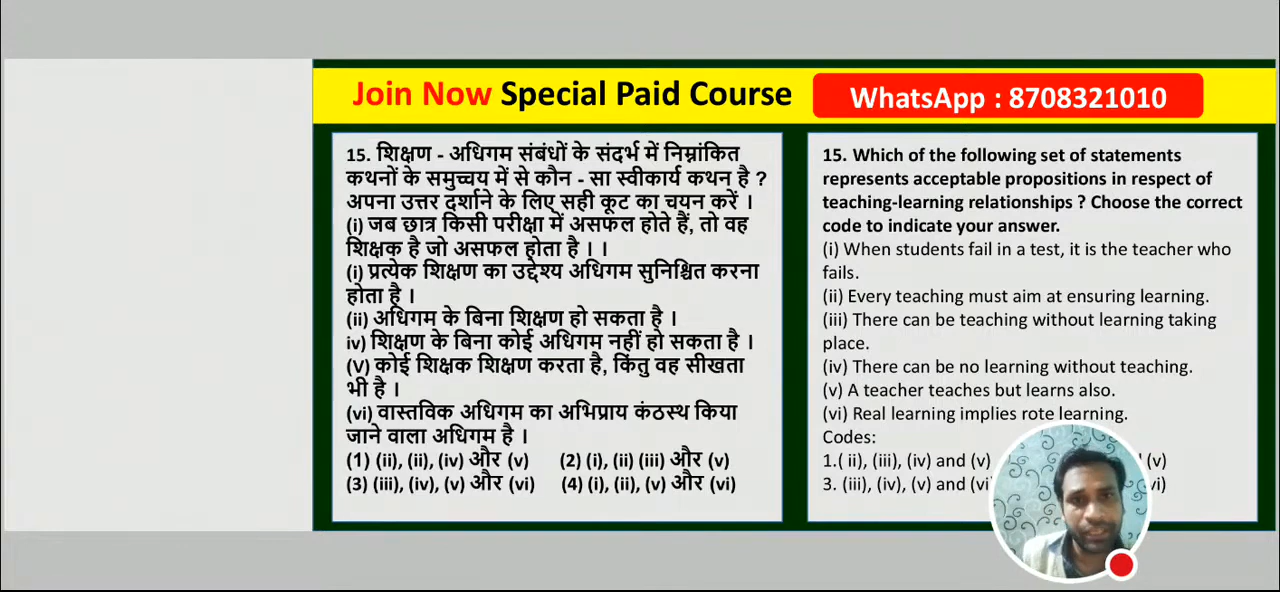 Join Now Special Paid Course
WhatsApp : 8708321010
15. शिक्षण - अधिगम संबंधों के संदर्भ में निम्नांकित
कथनों के समुच्चय में से कौन - सा स्वीकार्य कथन है ?
अपना उत्तर दर्शाने के लिए सही कूट का चयन करें ।
(i) जब छात्र किसी परीक्षा में असफल होते हैं, तो वह
शिक्षक है जो असफल होता है । ।
(i) प्रत्येक शिक्षण का उद्देश्य अधिगम सुनिश्चित करना
होता है ।
(ii) अधिगम के बिना शिक्षण हो सकता है ।
iv) शिक्षण के बिना कोई अधिगम नहीं हो सकता है ।
(V) कोई शिक्षक शिक्षण करता है, किंतु वह सीखता
भी है ।
(vi) वास्तविक अधिगम का अभिप्राय कंठस्थ किया
जाने वाला अधिगम है ।
(1) (ii), (ii), (iv) और (v) (2) (i), (ii) (iii) और (v)
(3) (iii), (iv), (v) और (vi) (4) (i), (ii), (v) और (vi)
15. Which of the following set of statements
represents acceptable propositions in respect of
teaching-learning relationships ? Choose the correct
code to indicate your answer.
(i) When students fail in a test, it is the teacher who
fails.
(ii) Every teaching must aim at ensuring learning.
(iii) There can be teaching without learning taking
place.
(iv) There can be no learning without teaching.
(v) A teacher teaches but learns also.
(vi) Real learning implies rote learning.
Codes:
1.( ii), (iii), (iv) and (v) (v)
3. (iii), (iv), (v) and (vi) vi)